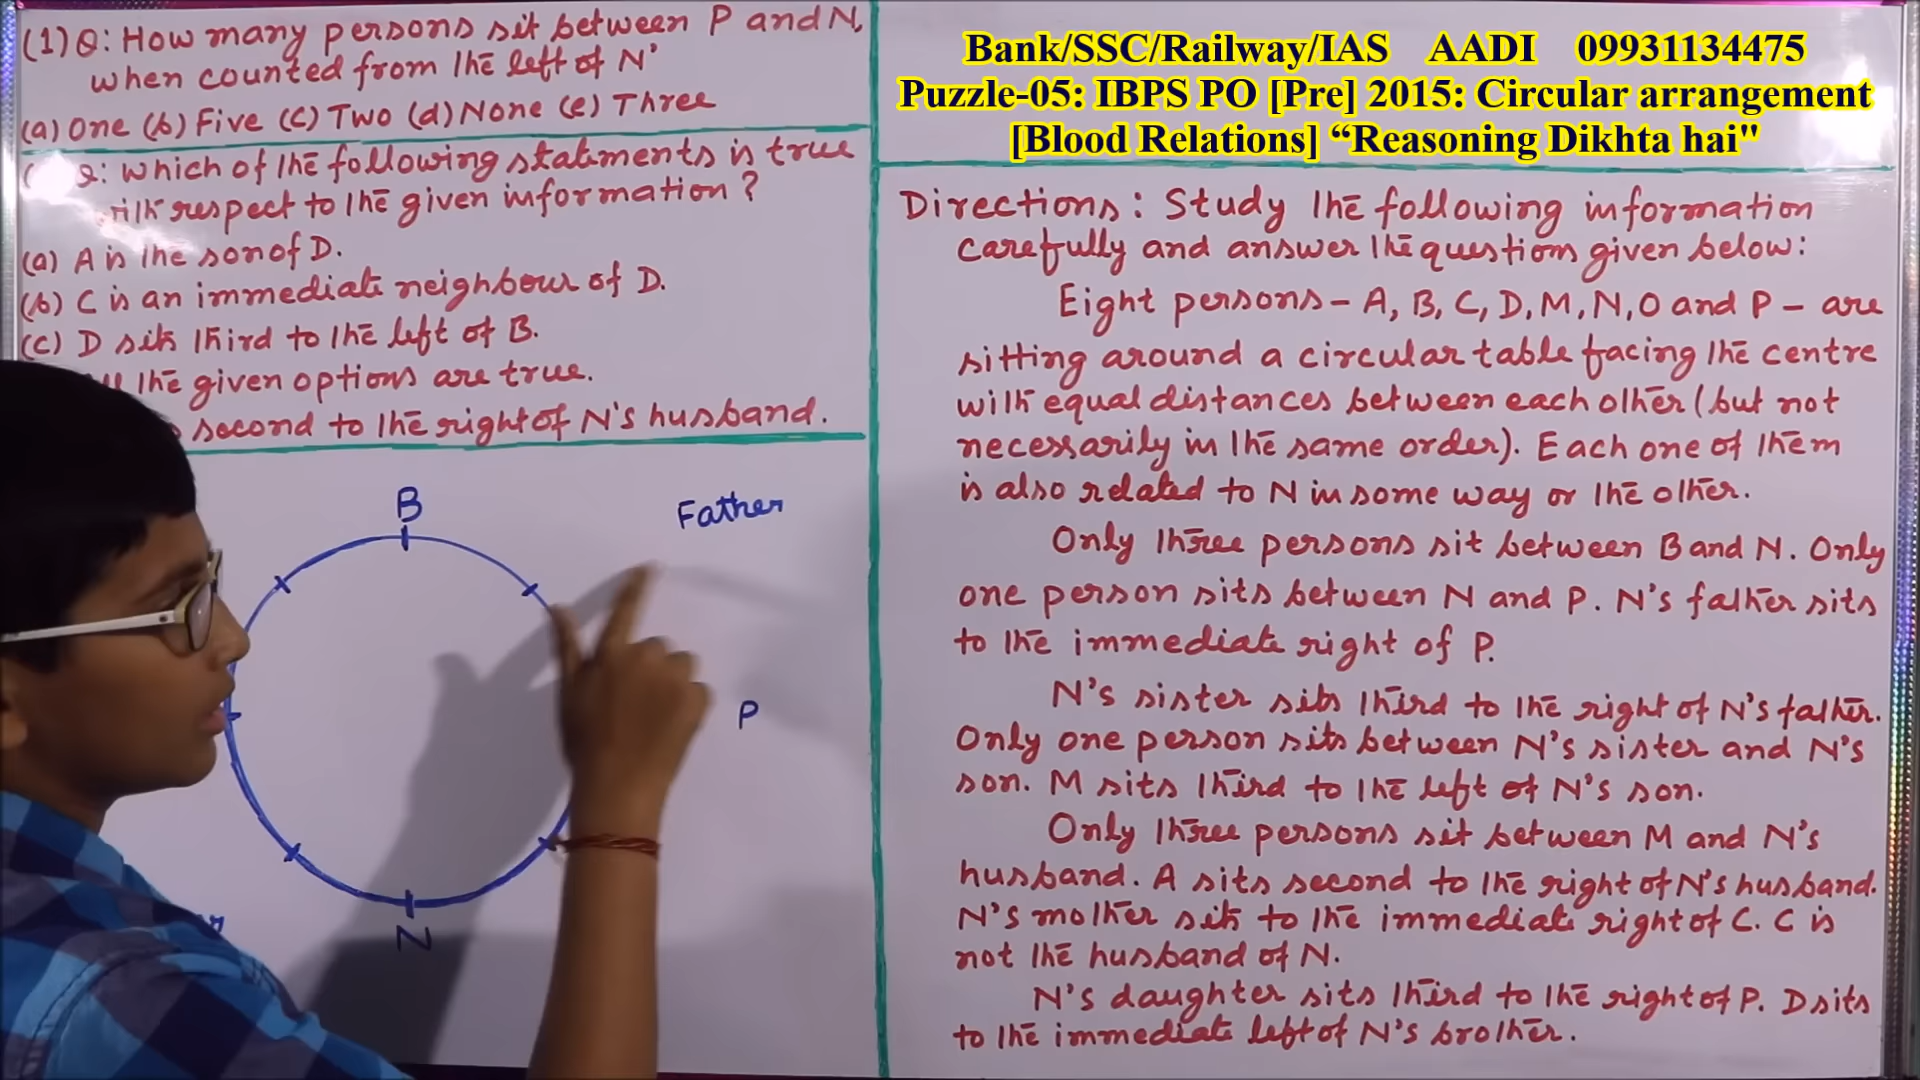 (1) Q: How many persons sit between P and N,
when counted from the left of N'
(a) One (b) Five (c) Two (d) None (e) Three
Q: Which of the following statements is true
respect to the given information?
(a) A is the son of D.
(b) C is an immediate neighbour of D.
(c) D sits third to the left of B.
the given options are true.
second to the right of N's husband.
B
Father
P
N
Bank/SSC/Railway/IAS AADI 09931134475
Puzzle-05: IBPS PO [Pre] 2015: Circular arrangement
[Blood Relations] “Reasoning Dikhta hai"
Directions: Study the following information
carefully and answer the questions given below:
Eight persons - A, B, C, D, M, N, O and P - are
sitting around a circular table facing the centre
with equal distances between each other (but not
necessarily in the same order). Each one of them
is also related to N in some way or the other.
Only three persons sit between B and N. Only
one person sits between N and P. N's father sits
to the immediate right of P.
N's sister sits third to the right of N's father.
Only one person sits between N's sister and N's
son. M sits third to the left of N's son.
Only three persons sit between M and N's
husband. A sits second to the right of N's husband.
N's mother sits to the immediate right of C. C is
not the husband of N.
N's daughter sits third to the right of P. D sits
to the immediate left of N's brother.